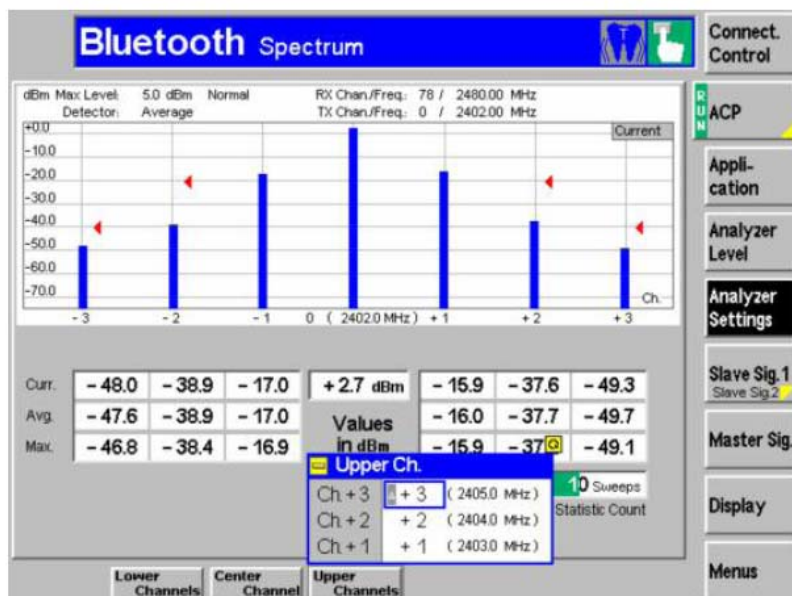 Bluetooth Spectrum
Connect.
Control
dBm Max Level: 5.0 dBm Normal RX Chan./Freq.: 78 / 2480.00 MHz
Detector: Average TX Chan./Freq.: 0 / 2402.00 MHz
RUN
ACP
+0.0
Current
-10.0
-20.0
-30.0
-40.0
-50.0
-60.0
-70.0
Ch.
-3 -2 -1 0 ( 2402.0 MHz ) +1 +2 +3
Appli-
cation
Analyzer
Level
Analyzer
Settings
Slave Sig.1
Slave Sig.2
Master Sig.
Display
Menus
Curr. -48.0 -38.9 -17.0 +2.7 dBm -15.9 -37.6 -49.3
Avg. -47.6 -38.9 -17.0 Values -16.0 -37.7 -49.7
Max. -46.8 -38.4 -16.9 in dBm -15.9 -37 -49.1
Upper Ch.
Ch + 3 + 3 ( 2405.0 MHz )
Ch + 2 + 2 ( 2404.0 MHz )
Ch + 1 + 1 ( 2403.0 MHz )
10 Sweeps
Statistic Count
Lower
Channels
Center
Channel
Upper
Channels